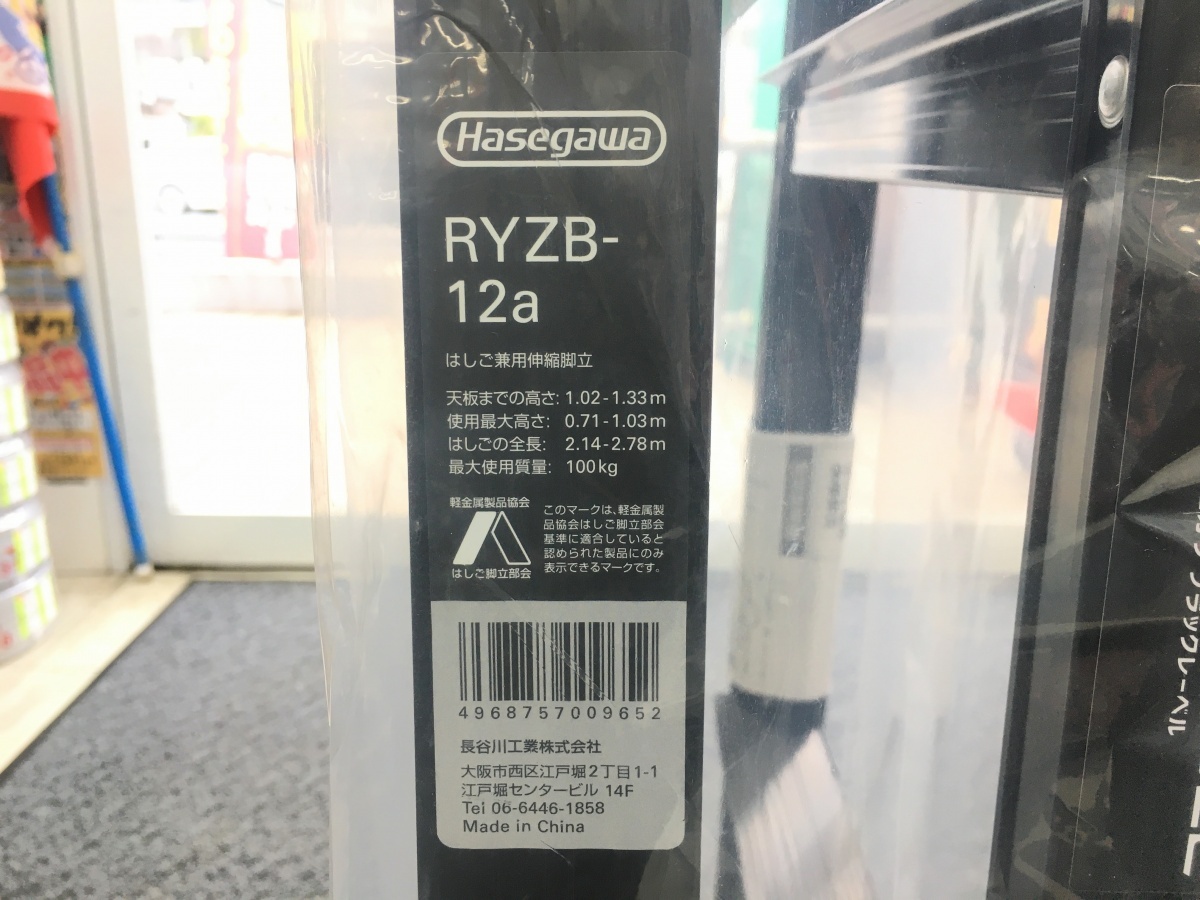 Hasegawa
RYZB-
12a
はしご兼用伸縮脚立
天板までの高さ: 1.02-1.33m
使用最大高さ: 0.71-1.03m
はしごの全長: 2.14-2.78m
最大使用質量: 100kg
軽金属製品協会
はしご脚立部会
このマークは、軽金属製
品協会はしご脚立部会
基準に適合していると
認められた製品にのみ
表示できるマークです。
4968757009652
長谷川工業株式会社
大阪市西区江戸堀2丁目1-1
江戸堀センタービル 14F
Tel 06-6446-1858
Made in China
ブラックレーベル